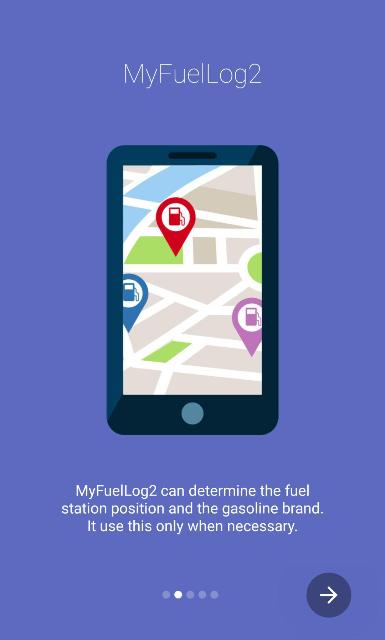 MyFuelLog2
MyFuelLog2 can determine the fuel
station position and the gasoline brand.
It use this only when necessary.